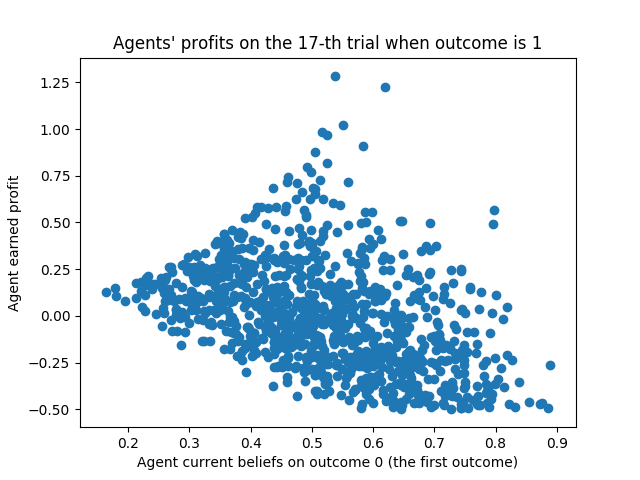 Agents' profits on the 17-th trial when outcome is 1
1.25
1.00
0.75
0.50
0.25
0.00
−0.25
−0.50
Agent earned profit
0.2 0.3 0.4 0.5 0.6 0.7 0.8 0.9
Agent current beliefs on outcome 0 (the first outcome)